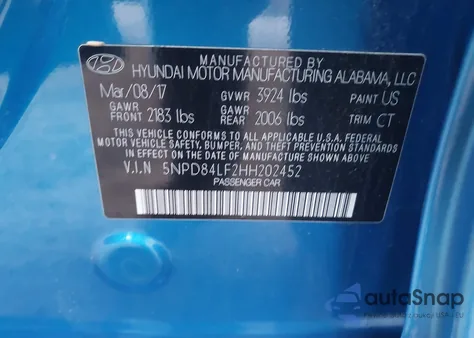 MANUFACTURED BY
HYUNDAI MOTOR MANUFACTURING ALABAMA, LLC
Mar/08/17 GVWR 3924 lbs PAINT US
GAWR FRONT 2183 lbs GAWR REAR 2006 lbs TRIM CT
THIS VEHICLE CONFORMS TO ALL APPLICABLE U.S.A. FEDERAL
MOTOR VEHICLE SAFETY, BUMPER, AND THEFT PREVENTION
STANDARDS IN EFFECT ON THE DATE OF MANUFACTURE SHOWN ABOVE.
V.I.N 5NPD84LF2HH202452
PASSENGER CAR
autoSnap